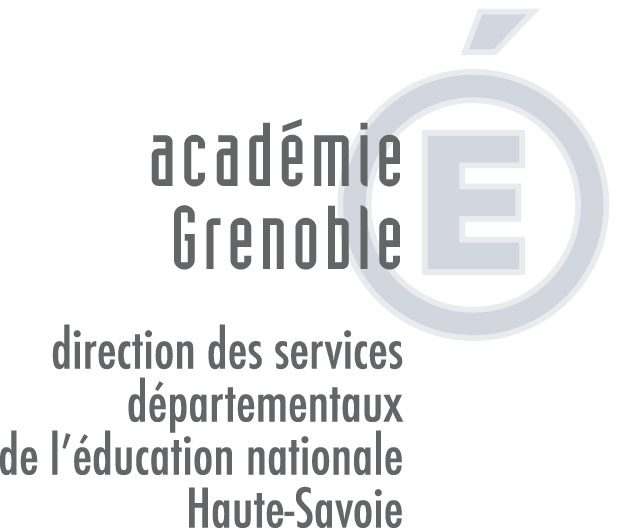 É
académie
Grenoble
direction des services
départementaux
de l’éducation nationale
Haute-Savoie